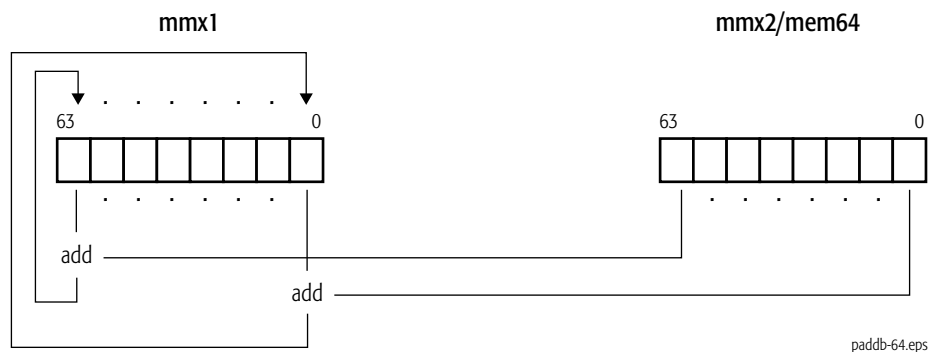 mmx1 mmx2/mem64
. . . . . .
63 0 63 0
. . . . . . . . . . . .
add
add
paddb-64.eps